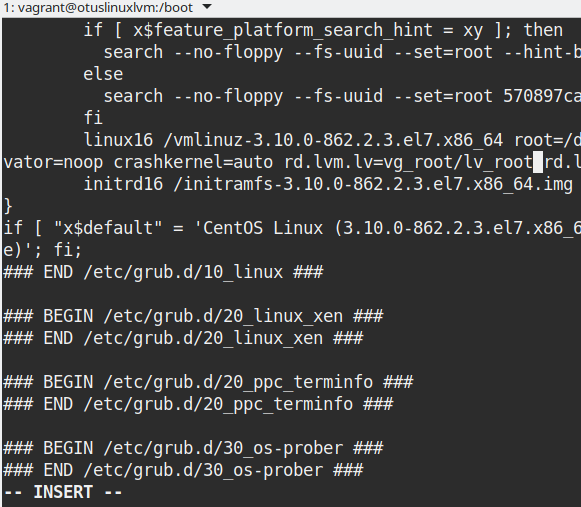 1: vagrant@otuslinuxlvm:/boot
if [ x$feature_platform_search_hint = xy ]; then
search --no-floppy --fs-uuid --set=root --hint-b
else
search --no-floppy --fs-uuid --set=root 570897ca
fi
linux16 /vmlinuz-3.10.0-862.2.3.el7.x86_64 root=/d
vator=noop crashkernel=auto rd.lvm.lv=vg_root/lv_root rd.l
initrd16 /initramfs-3.10.0-862.2.3.el7.x86_64.img
}
if [ "x$default" = 'CentOS Linux (3.10.0-862.2.3.el7.x86_6
e)'; fi;
### END /etc/grub.d/10_linux ###
### BEGIN /etc/grub.d/20_linux_xen ###
### END /etc/grub.d/20_linux_xen ###
### BEGIN /etc/grub.d/20_ppc_terminfo ###
### END /etc/grub.d/20_ppc_terminfo ###
### BEGIN /etc/grub.d/30_os-prober ###
### END /etc/grub.d/30_os-prober ###
-- INSERT --